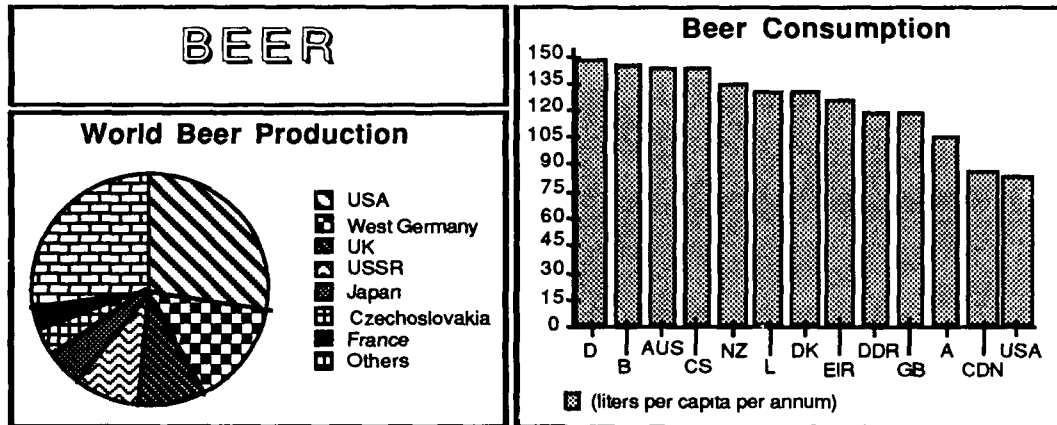 BEER
World Beer Production
USA
West Germany
UK
USSR
Japan
Czechoslovakia
France
Others
Beer Consumption
150
135
120
105
90
75
60
45
30
15
0
D B AUS CS NZ L DK EIR DDR GB A CDN USA
(liters per capita per annum)